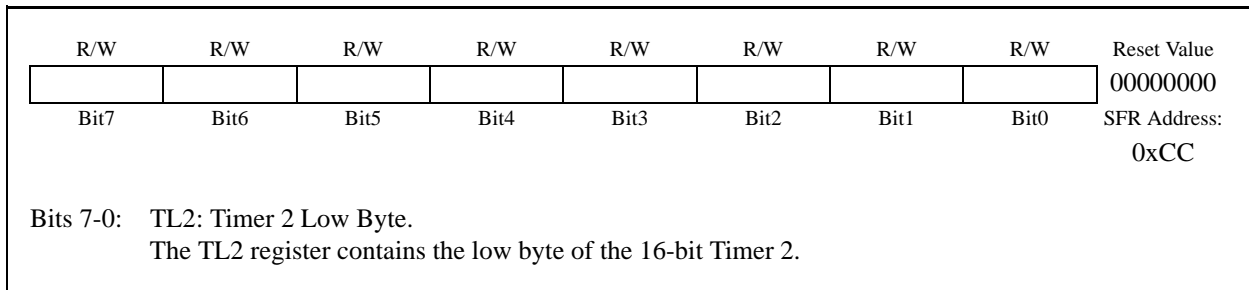 R/W R/W R/W R/W R/W R/W R/W R/W Reset Value
00000000
Bit7 Bit6 Bit5 Bit4 Bit3 Bit2 Bit1 Bit0 SFR Address:
0xCC
Bits 7-0: TL2: Timer 2 Low Byte.
The TL2 register contains the low byte of the 16-bit Timer 2.